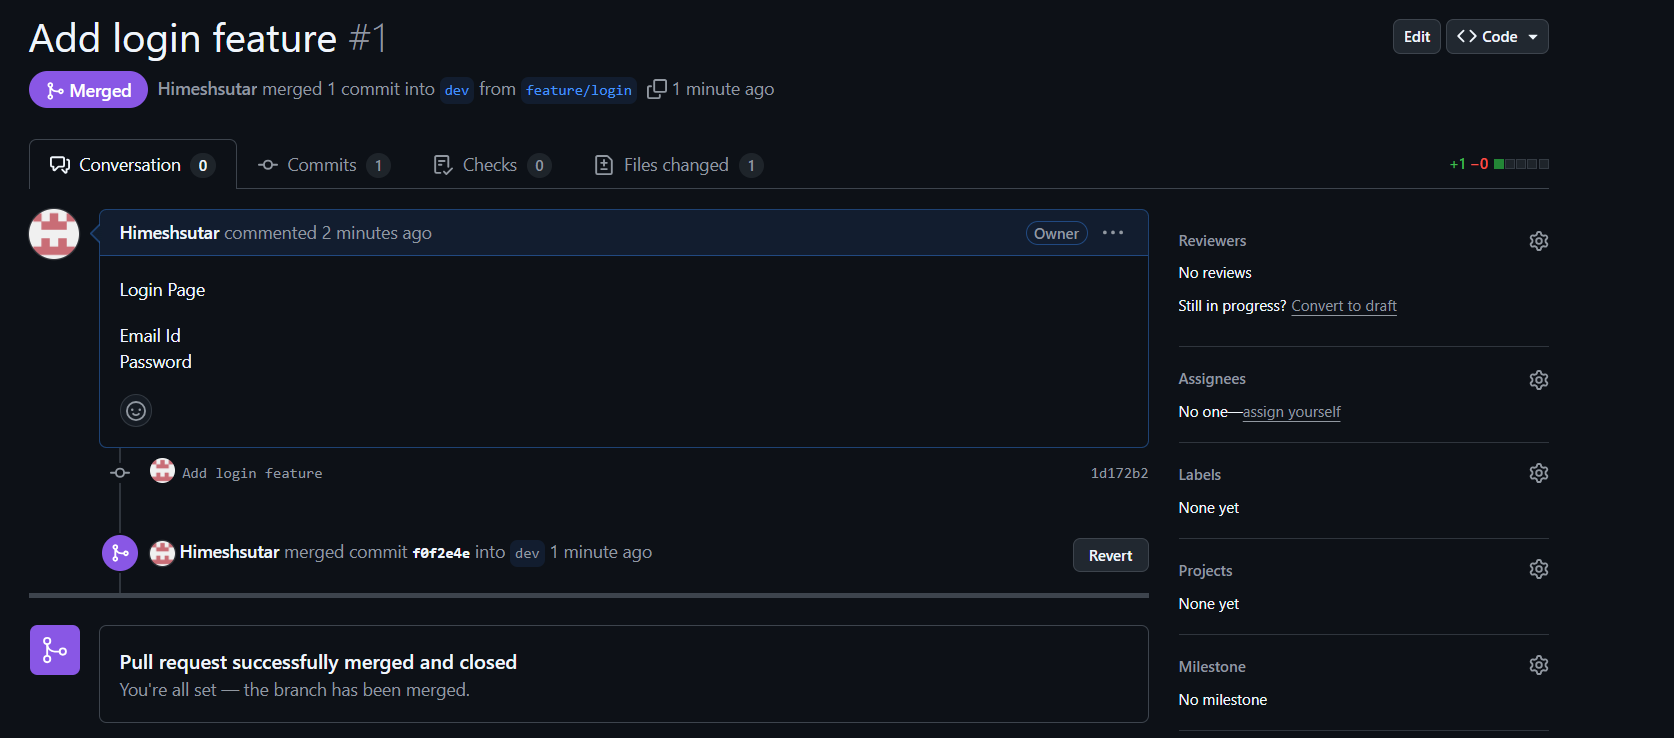 Add login feature #1
Edit
Code
Merged
Himeshsutar merged 1 commit into dev from feature/login 1 minute ago
Conversation 0
Commits 1
Checks 0
Files changed 1
+1 −0
Himeshsutar commented 2 minutes ago
Owner
Login Page
Email Id
Password
Add login feature
1d172b2
Himeshsutar merged commit f0f2e4e into dev 1 minute ago
Revert
Pull request successfully merged and closed
You're all set — the branch has been merged.
Reviewers
No reviews
Still in progress? Convert to draft
Assignees
No one—assign yourself
Labels
None yet
Projects
None yet
Milestone
No milestone